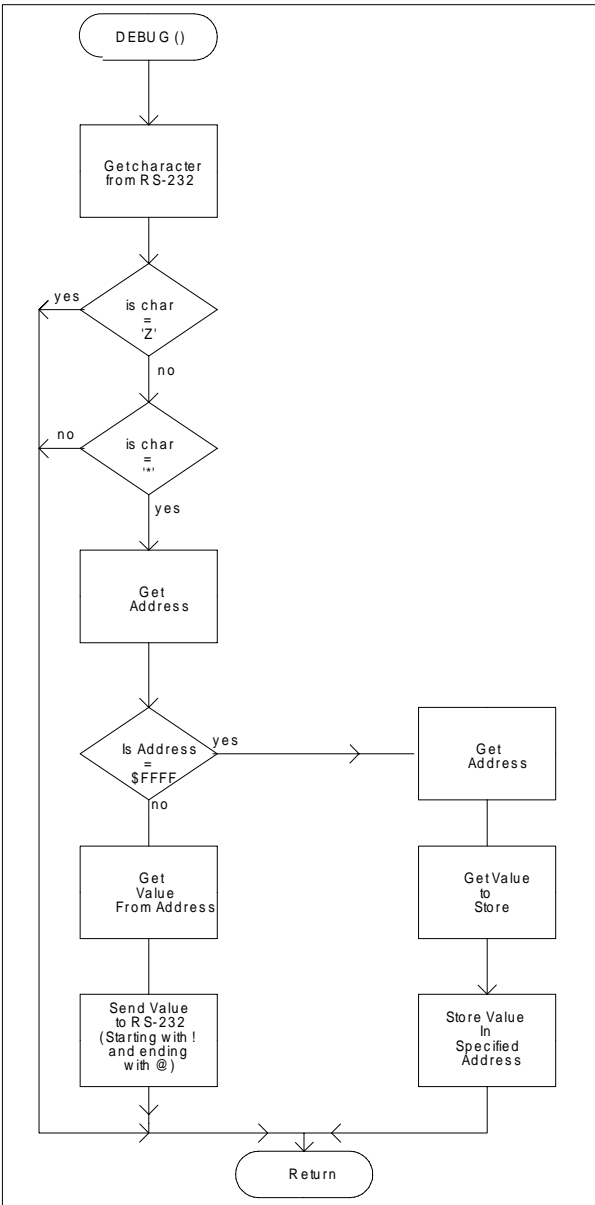 DEBUG ()
Get character
from RS-232
yes
is char
=
'Z'
no
no
is char
=
'*'
yes
Get
Address
Is Address
=
$FFFF
yes
no
Get
Address
Get
Value
From Address
Get Value
to
Store
Send Value
to RS-232
(Starting with !
and ending
with @)
Store Value
In
Specified
Address
Return